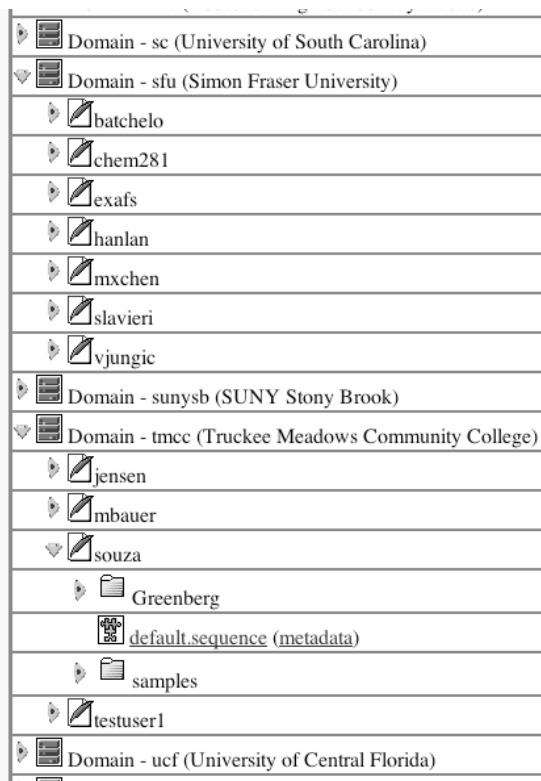 Domain - sc (University of South Carolina)
Domain - sfu (Simon Fraser University)
batchelo
chem281
exafs
hanlan
mxchen
slavieri
vjungic
Domain - sunysb (SUNY Stony Brook)
Domain - tmcc (Truckee Meadows Community College)
jensen
mbauer
souza
Greenberg
default.sequence (metadata)
samples
testuser1
Domain - ucf (University of Central Florida)